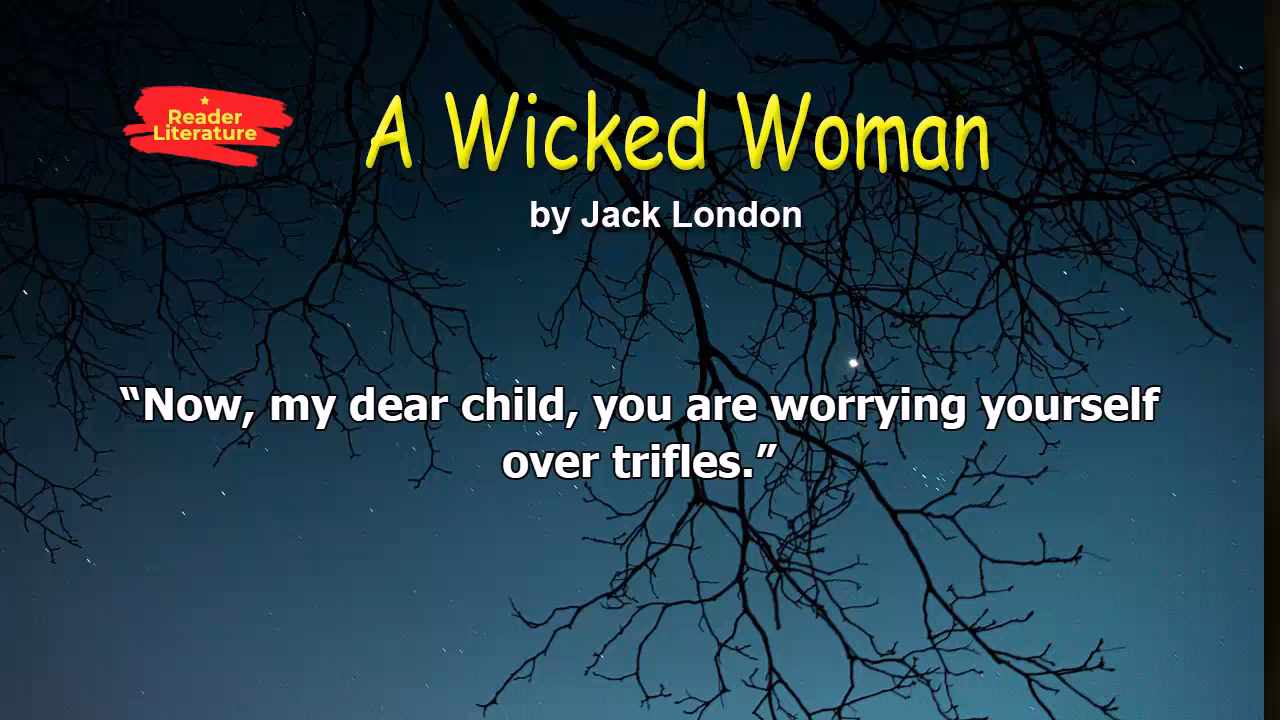 Reader
Literature
A Wicked Woman
by Jack London
“Now, my dear child, you are worrying yourself
over trifles.”